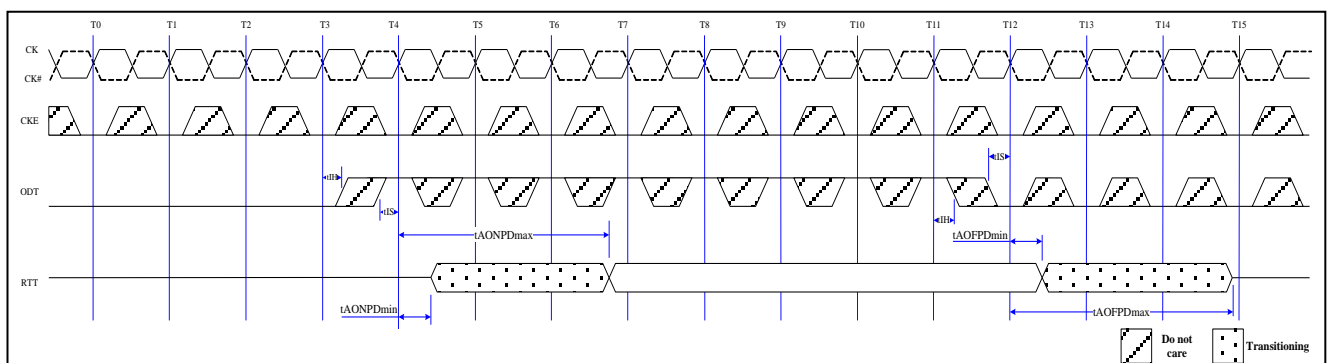 T0 T1 T2 T3 T4 T5 T6 T7 T8 T9 T10 T11 T12 T13 T14 T15
CK
CK#
CKE
tIS
tIH
ODT
tIS
tIH
tAONPDmax
tAOFPDmin
RTT
tAONPDmin
tAOFPDmax
Do not
care
Transitioning